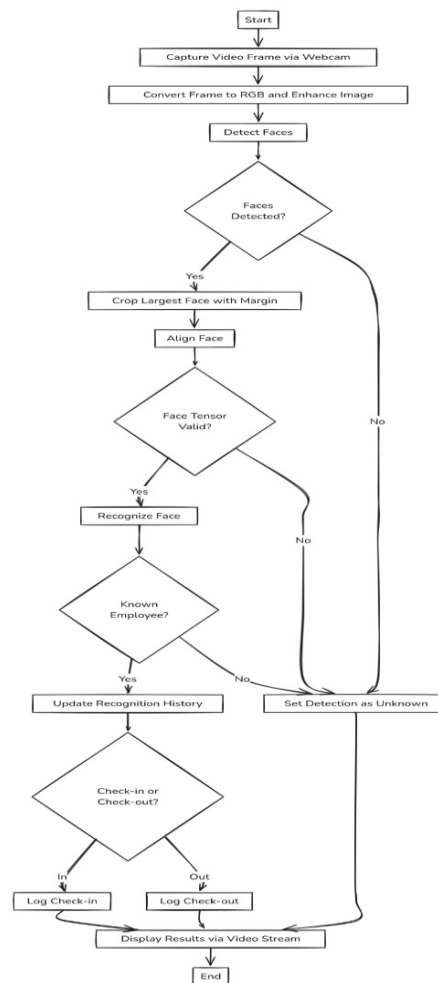 Start
Capture Video Frame via Webcam
Convert Frame to RGB and Enhance Image
Detect Faces
Faces
Detected?
Yes
Crop Largest Face with Margin
Align Face
No
Face Tensor
Valid?
Yes
Recognize Face
No
Known
Employee?
Yes
No
Update Recognition History
Set Detection as Unknown
Check-in or
Check-out?
In
Out
Log Check-in
Log Check-out
Display Results via Video Stream
End